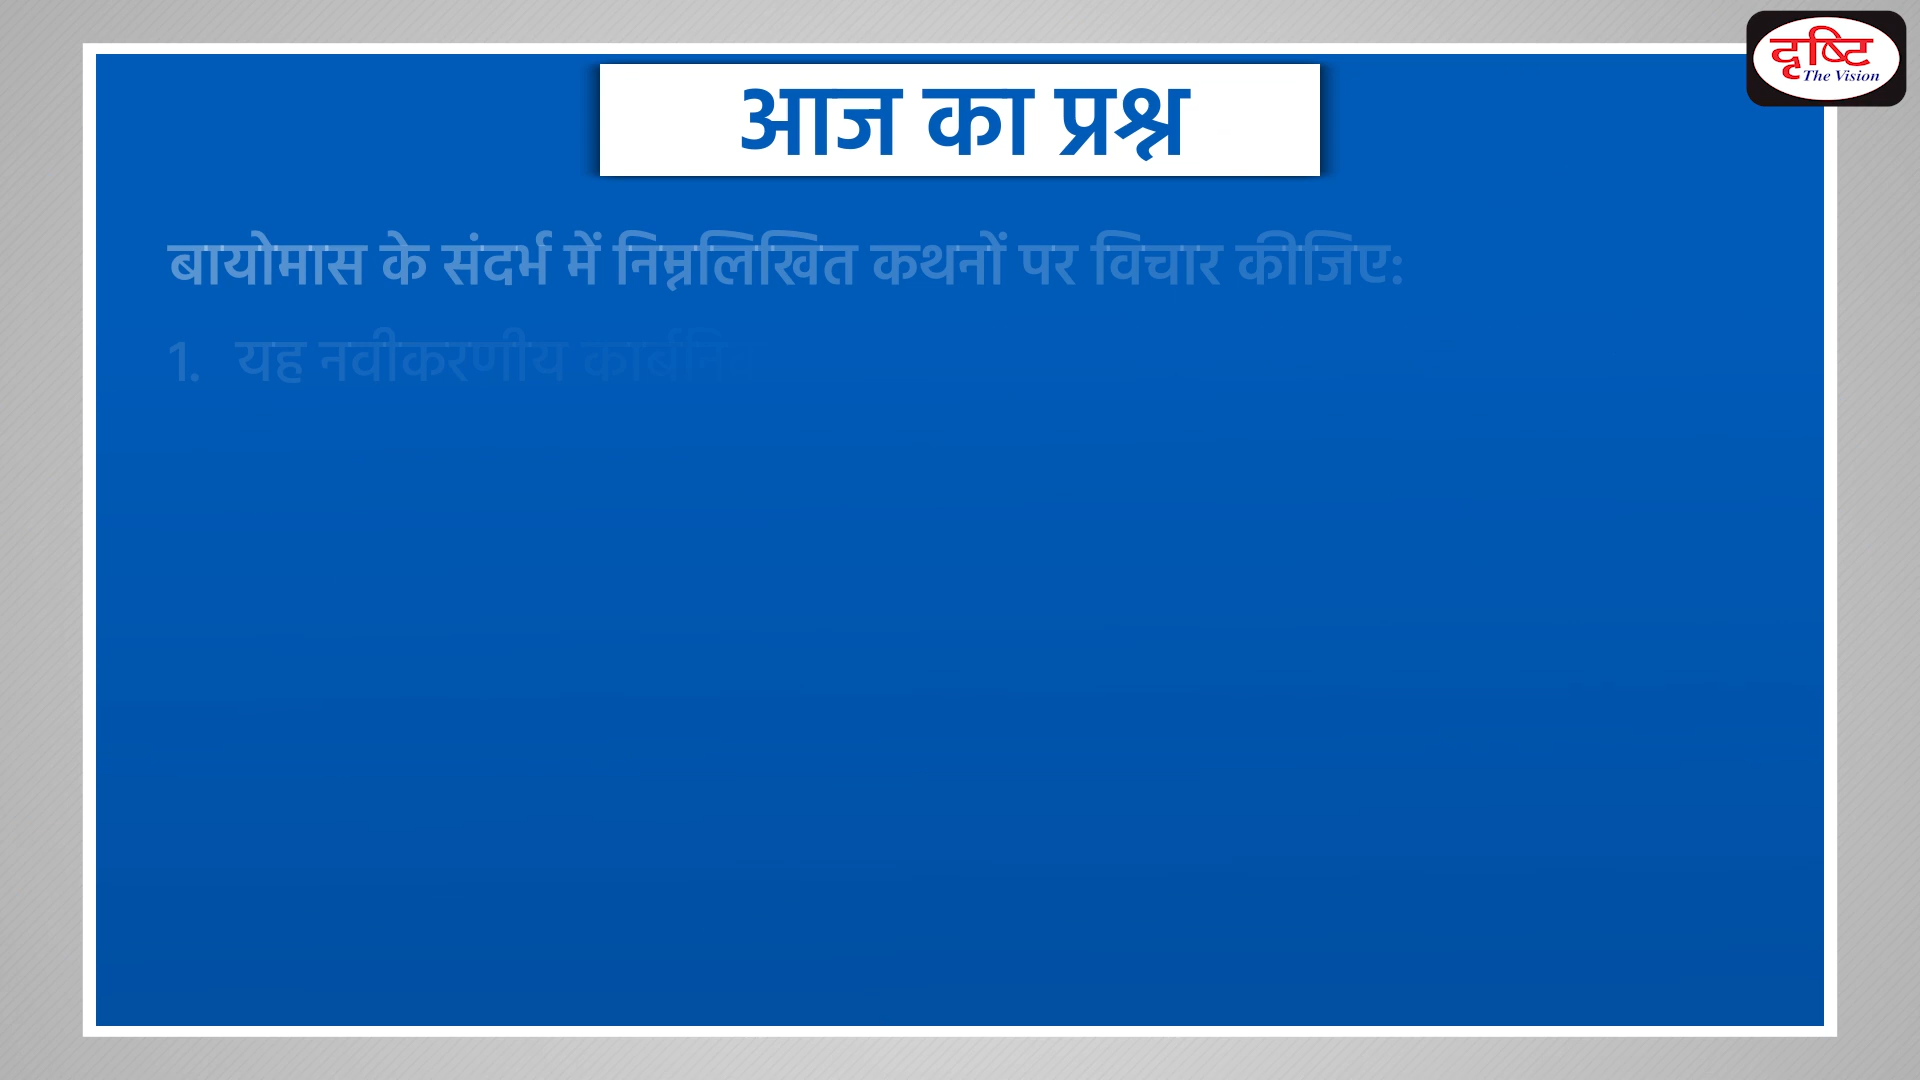 दृष्टि
The Vision
आज का प्रश्न
बायोमास के संदर्भ में निम्नलिखित कथनों पर विचार कीजिए:
1. यह नवीकरणीय